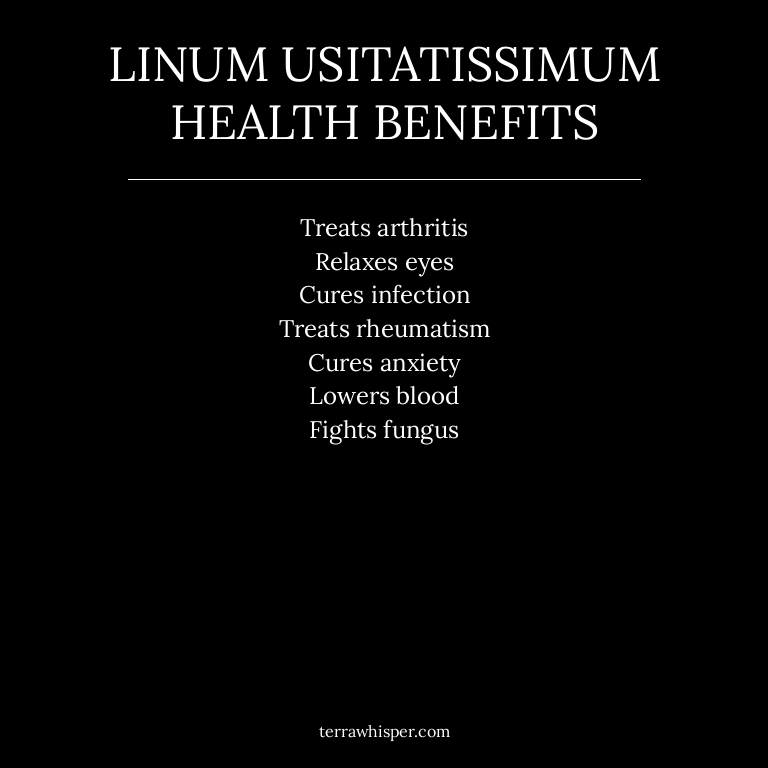 LINUM USITATISSIMUM
HEALTH BENEFITS
Treats arthritis
Relaxes eyes
Cures infection
Treats rheumatism
Cures anxiety
Lowers blood
Fights fungus
terrawhisper.com